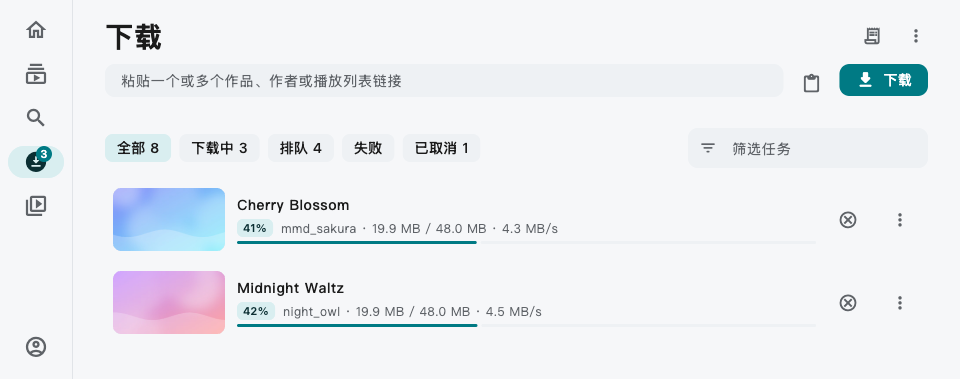 下载
粘贴一个或多个作品、作者或播放列表链接
下载
全部 8
下载中 3
排队 4
失败
已取消 1
筛选任务
3
Cherry Blossom
41% mmd_sakura · 19.9 MB / 48.0 MB · 4.3 MB/s
Midnight Waltz
42% night_owl · 19.9 MB / 48.0 MB · 4.5 MB/s